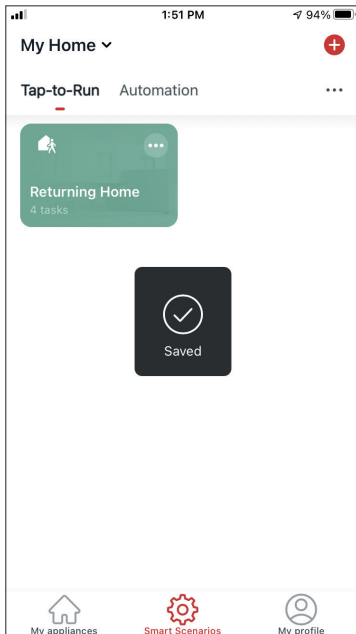 1:51 PM
94%
My Home
Tap-to-Run Automation
Returning Home
4 tasks
Saved
My appliances Smart Scenarios My profile